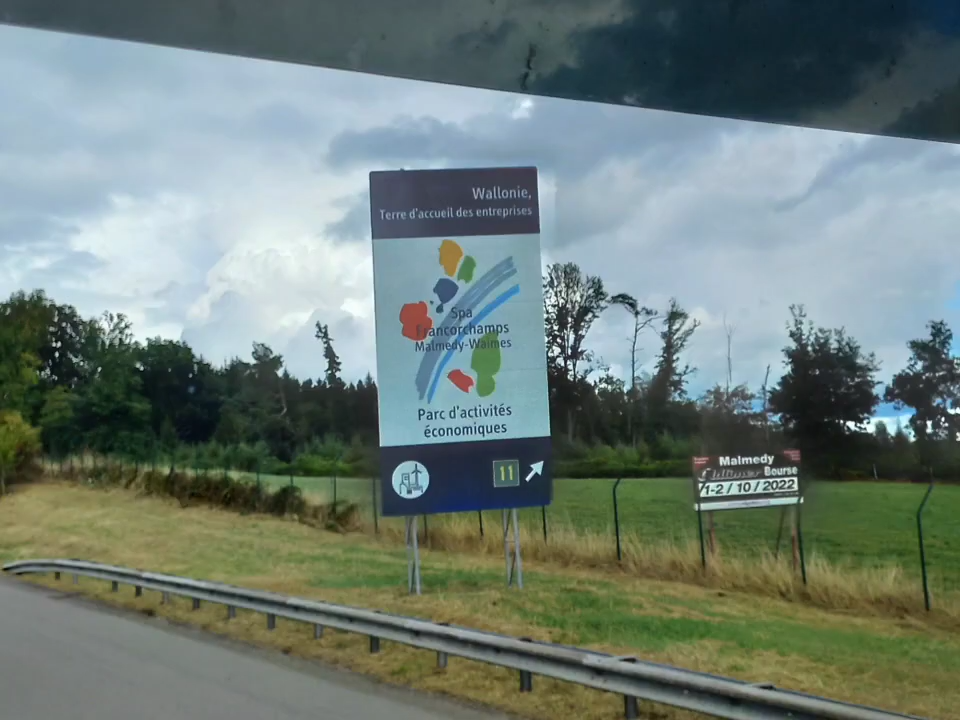 Wallonie,
Terre d'accueil des entreprises
Spa
Francorchamps
Malmedy-Waimes
Parc d'activités
économiques
11
Malmedy
Oldtimer Bourse
1-2 / 10 / 2022